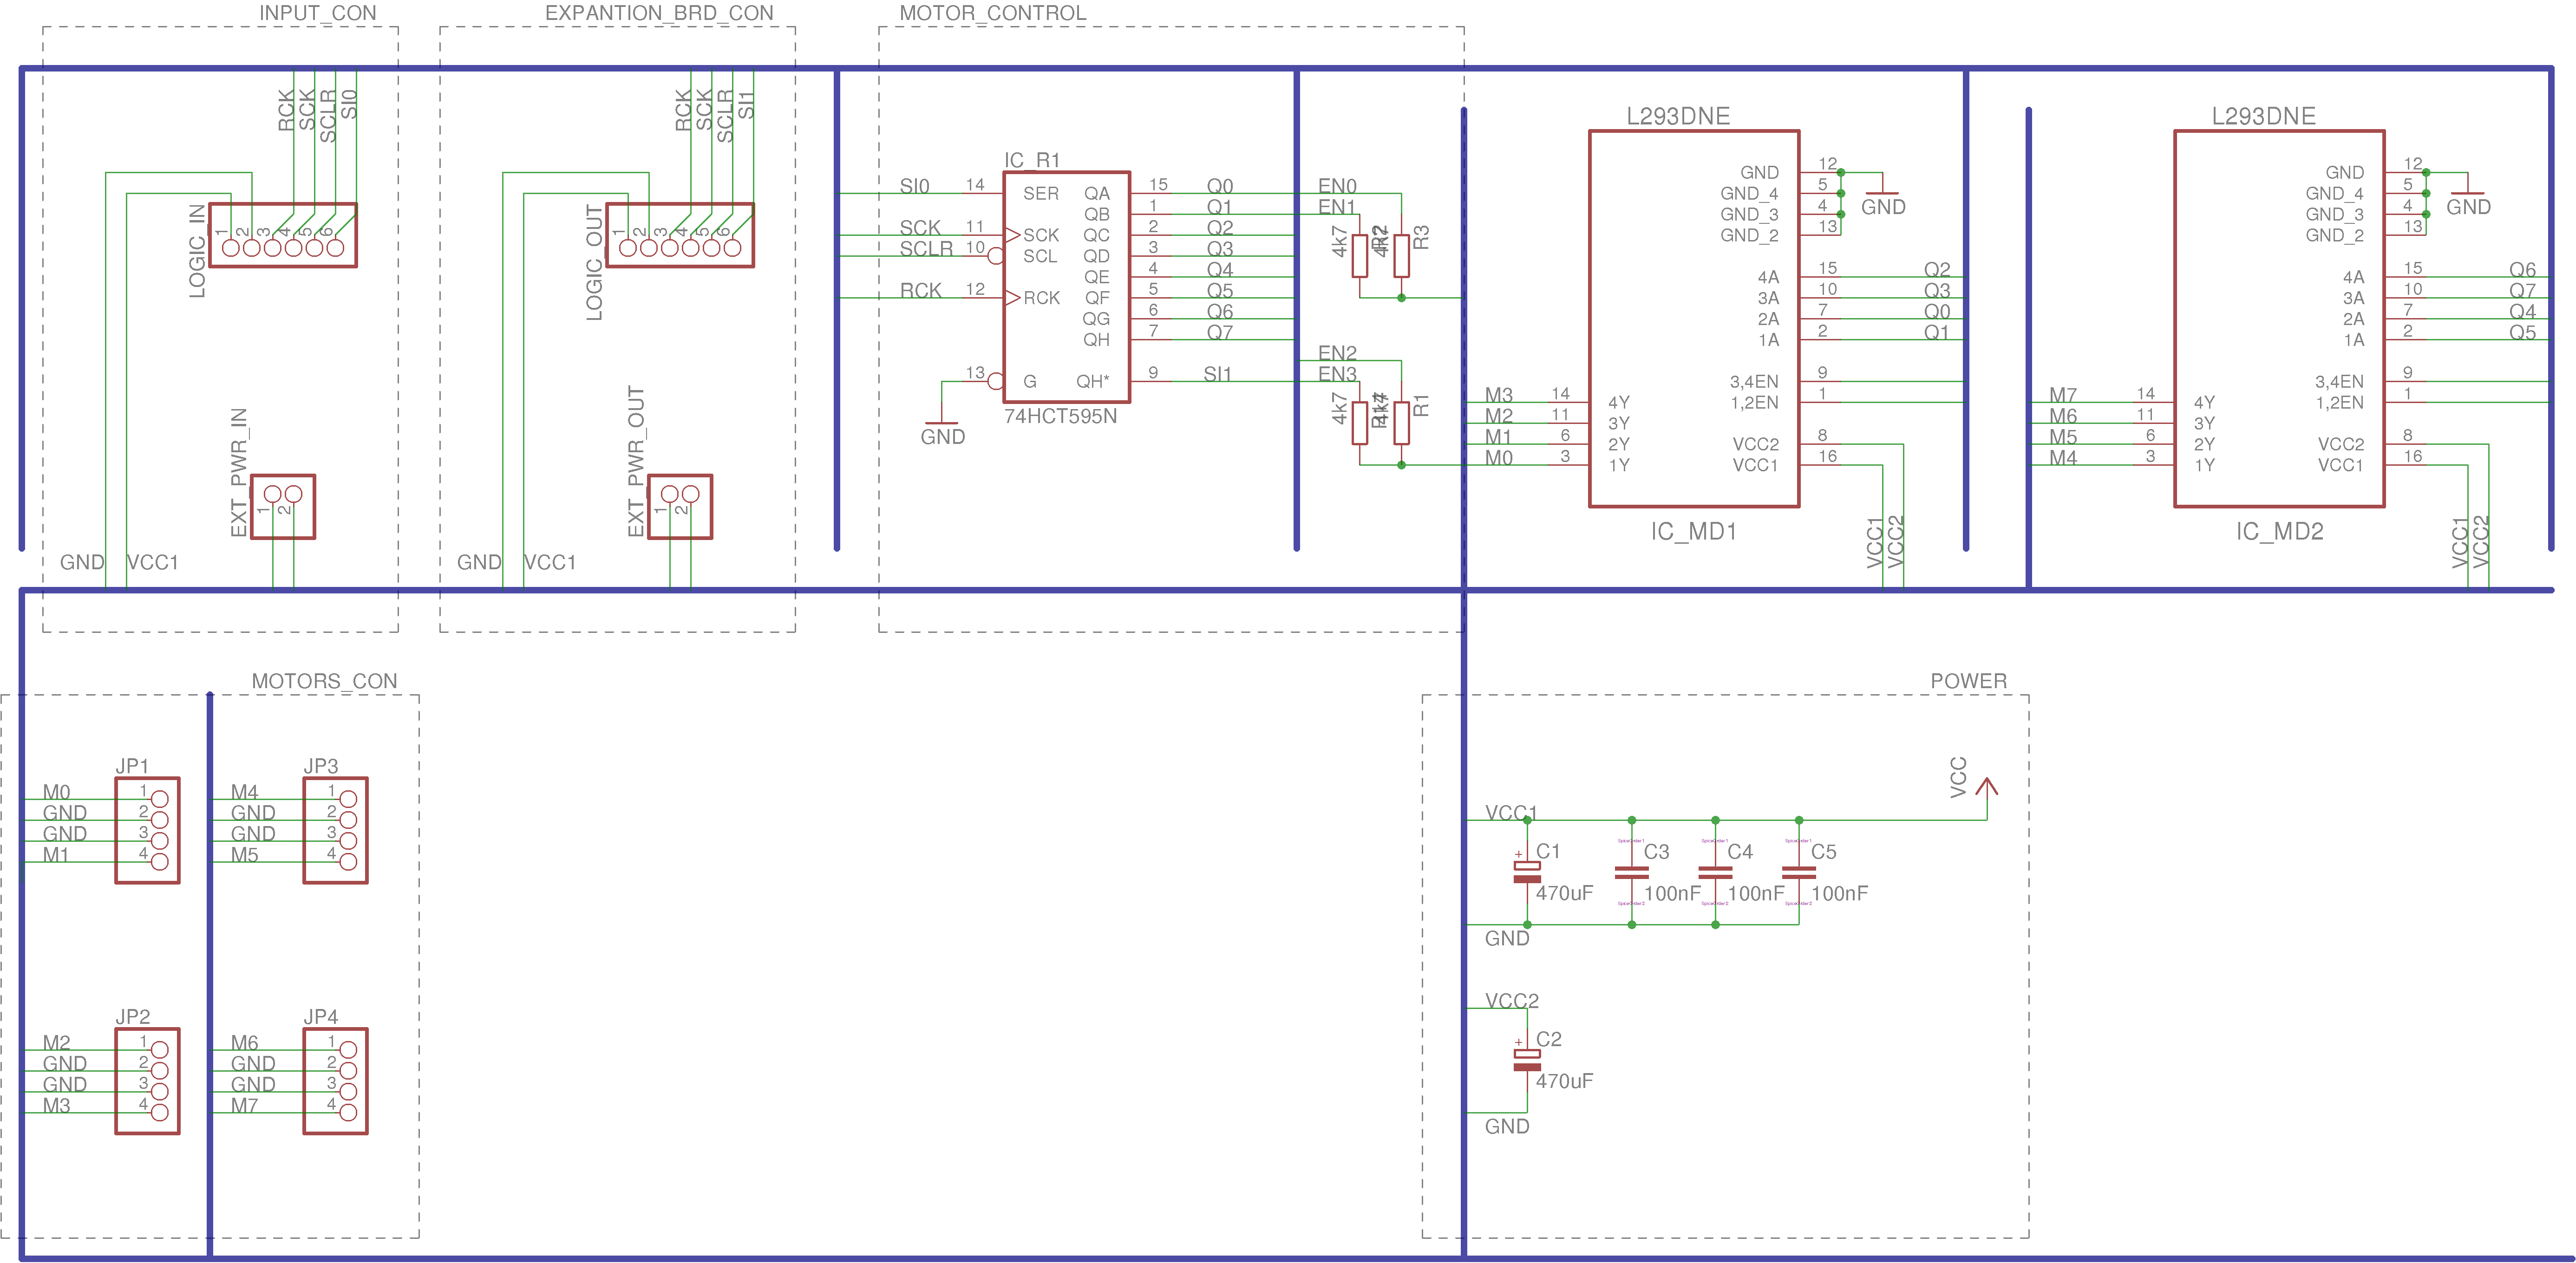 INPUT_CON
EXPANTION_BRD_CON
MOTOR_CONTROL
RCK
SCK
SCLR
SI0
LOGIC_IN
1 2 3 4 5 6
EXT_PWR_IN
1 2
GND VCC1
RCK
SCK
SCLR
SI1
LOGIC_OUT
1 2 3 4 5 6
EXT_PWR_OUT
1 2
GND VCC1
IC_R1
SI0 14 SER QA 15 Q0
QB 1 Q1
SCK 11 SCK QC 2 Q2
SCLR 10 SCL QD 3 Q3
QE 4 Q4
RCK 12 RCK QF 5 Q5
QG 6 Q6
QH 7 Q7
13 G QH* 9 SI1
GND
74HCT595N
EN0
EN1
4k7
R3
EN2
EN3
4k7
R1
L293DNE
GND 12
GND_4 5
GND_3 4
GND_2 13
GND
4A 15 Q2
3A 10 Q3
2A 7 Q0
1A 2 Q1
3,4EN 9
1,2EN 1
VCC2 8
VCC1 16
M3 14 4Y
M2 11 3Y
M1 6 2Y
M0 3 1Y
VCC1
VCC2
IC_MD1
L293DNE
GND 12
GND_4 5
GND_3 4
GND_2 13
GND
4A 15 Q6
3A 10 Q7
2A 7 Q4
1A 2 Q5
3,4EN 9
1,2EN 1
VCC2 8
VCC1 16
M7 14 4Y
M6 11 3Y
M5 6 2Y
M4 3 1Y
VCC1
VCC2
IC_MD2
MOTORS_CON
JP1
M0 1
GND 2
GND 3
M1 4
JP3
M4 1
GND 2
GND 3
M5 4
JP2
M2 1
GND 2
GND 3
M3 4
JP4
M6 1
GND 2
GND 3
M7 4
POWER
VCC
VCC1
+ C1
470uF
C3
100nF
C4
100nF
C5
100nF
GND
VCC2
+ C2
470uF
GND